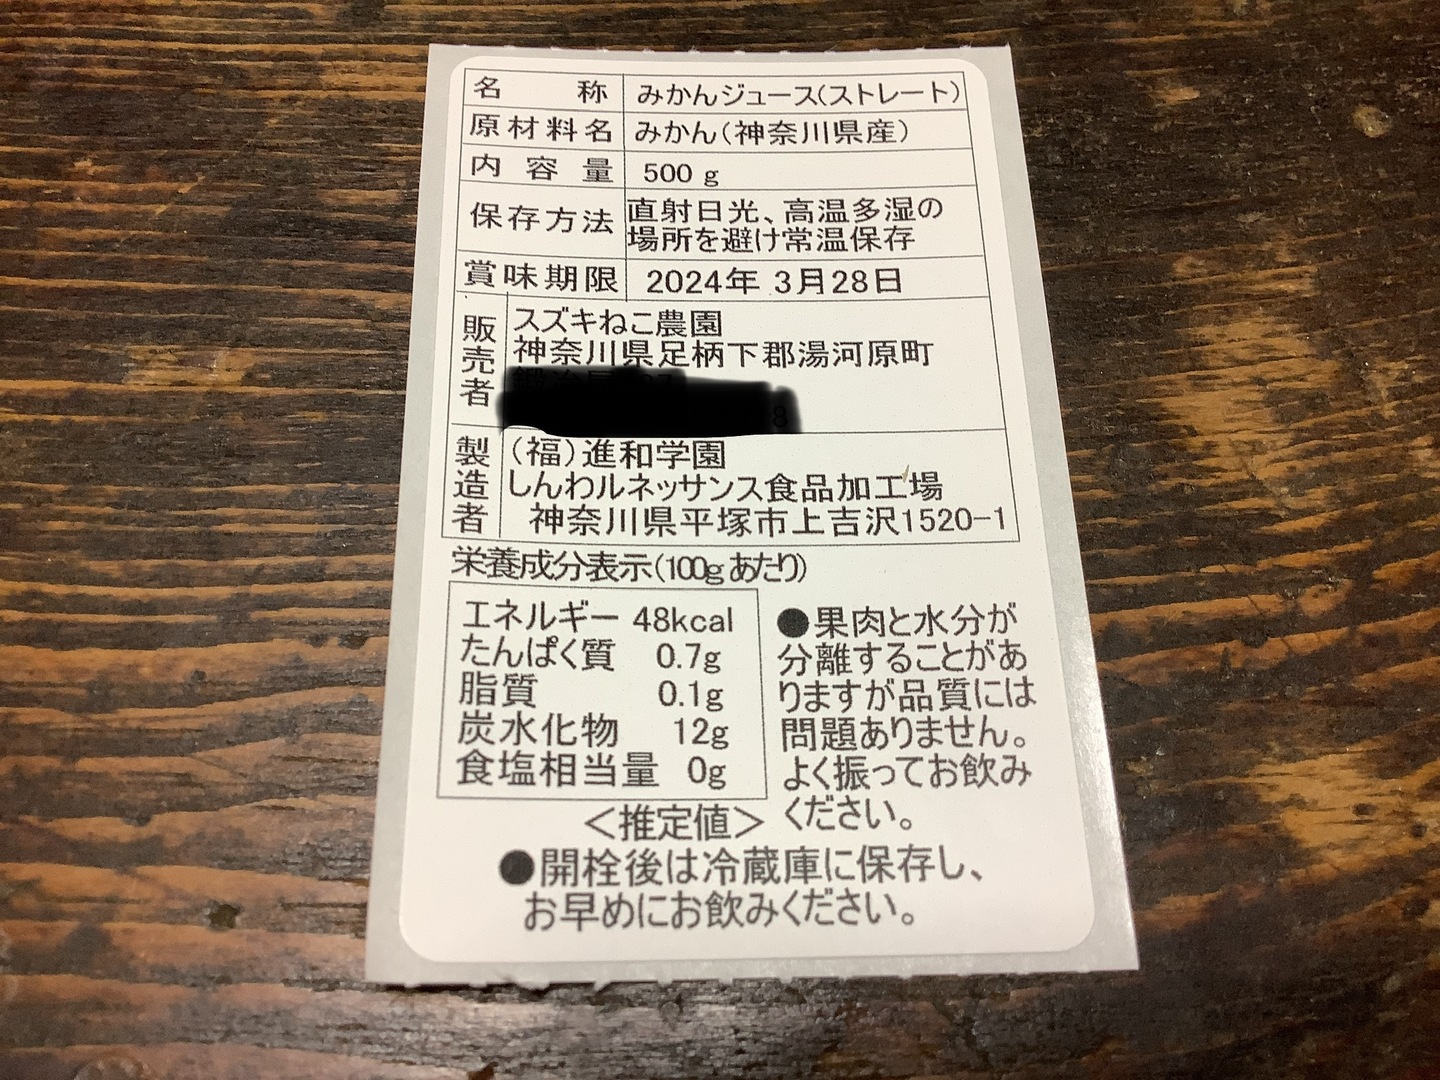 名 称 みかんジュース(ストレート)
原材料名 みかん(神奈川県産)
内容量 500 g
保存方法 直射日光、高温多湿の
場所を避け常温保存
賞味期限 2024年 3月28日
販売者 スズキねこ農園
神奈川県足柄下郡湯河原町
8
製造者 (福)進和学園
しんわルネッサンス食品加工場
神奈川県平塚市上吉沢1520-1
栄養成分表示(100gあたり)
エネルギー 48kcal
たんぱく質 0.7g
脂質 0.1g
炭水化物 12g
食塩相当量 0g
<推定値>
●果肉と水分が
分離することがあ
りますが品質には
問題ありません。
よく振ってお飲み
ください。
●開栓後は冷蔵庫に保存し、
お早めにお飲みください。